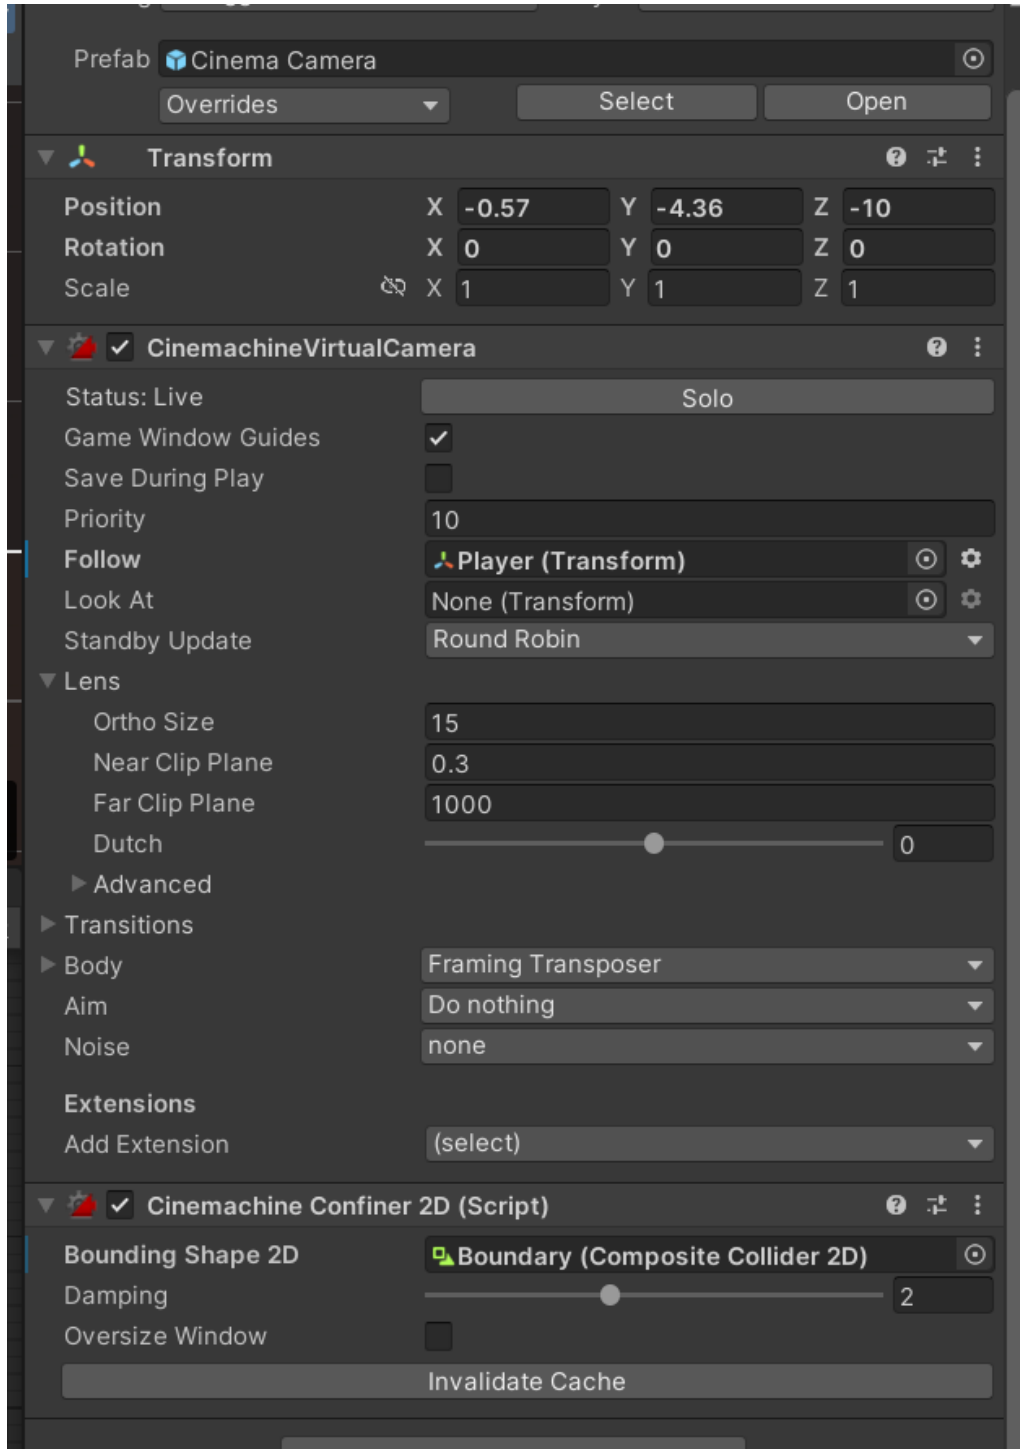 Prefab Cinema Camera
Overrides Select Open
Transform
Position X -0.57 Y -4.36 Z -10
Rotation X 0 Y 0 Z 0
Scale X 1 Y 1 Z 1
CinemachineVirtualCamera
Status: Live Solo
Game Window Guides
Save During Play
Priority 10
Follow Player (Transform)
Look At None (Transform)
Standby Update Round Robin
Lens
Ortho Size 15
Near Clip Plane 0.3
Far Clip Plane 1000
Dutch 0
Advanced
Transitions
Body Framing Transposer
Aim Do nothing
Noise none
Extensions
Add Extension (select)
Cinemachine Confiner 2D (Script)
Bounding Shape 2D Boundary (Composite Collider 2D)
Damping 2
Oversize Window
Invalidate Cache